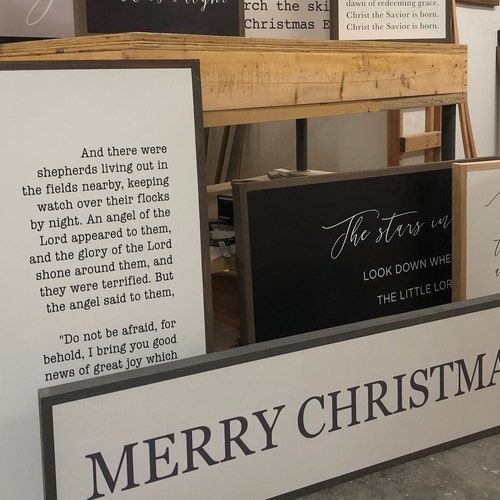 rch the ski
Christmas E
dawn of redeeming grace.
Christ the Savior is born.
Christ the Savior is born.
And there were
shepherds living out in
the fields nearby, keeping
watch over their flocks
by night. An angel of the
Lord appeared to them,
and the glory of the Lord
shone around them, and
they were terrified. But
the angel said to them,
"Do not be afraid, for
behold, I bring you good
news of great joy which
The stars in
LOOK DOWN WHE
THE LITTLE LOR
MERRY CHRISTMA